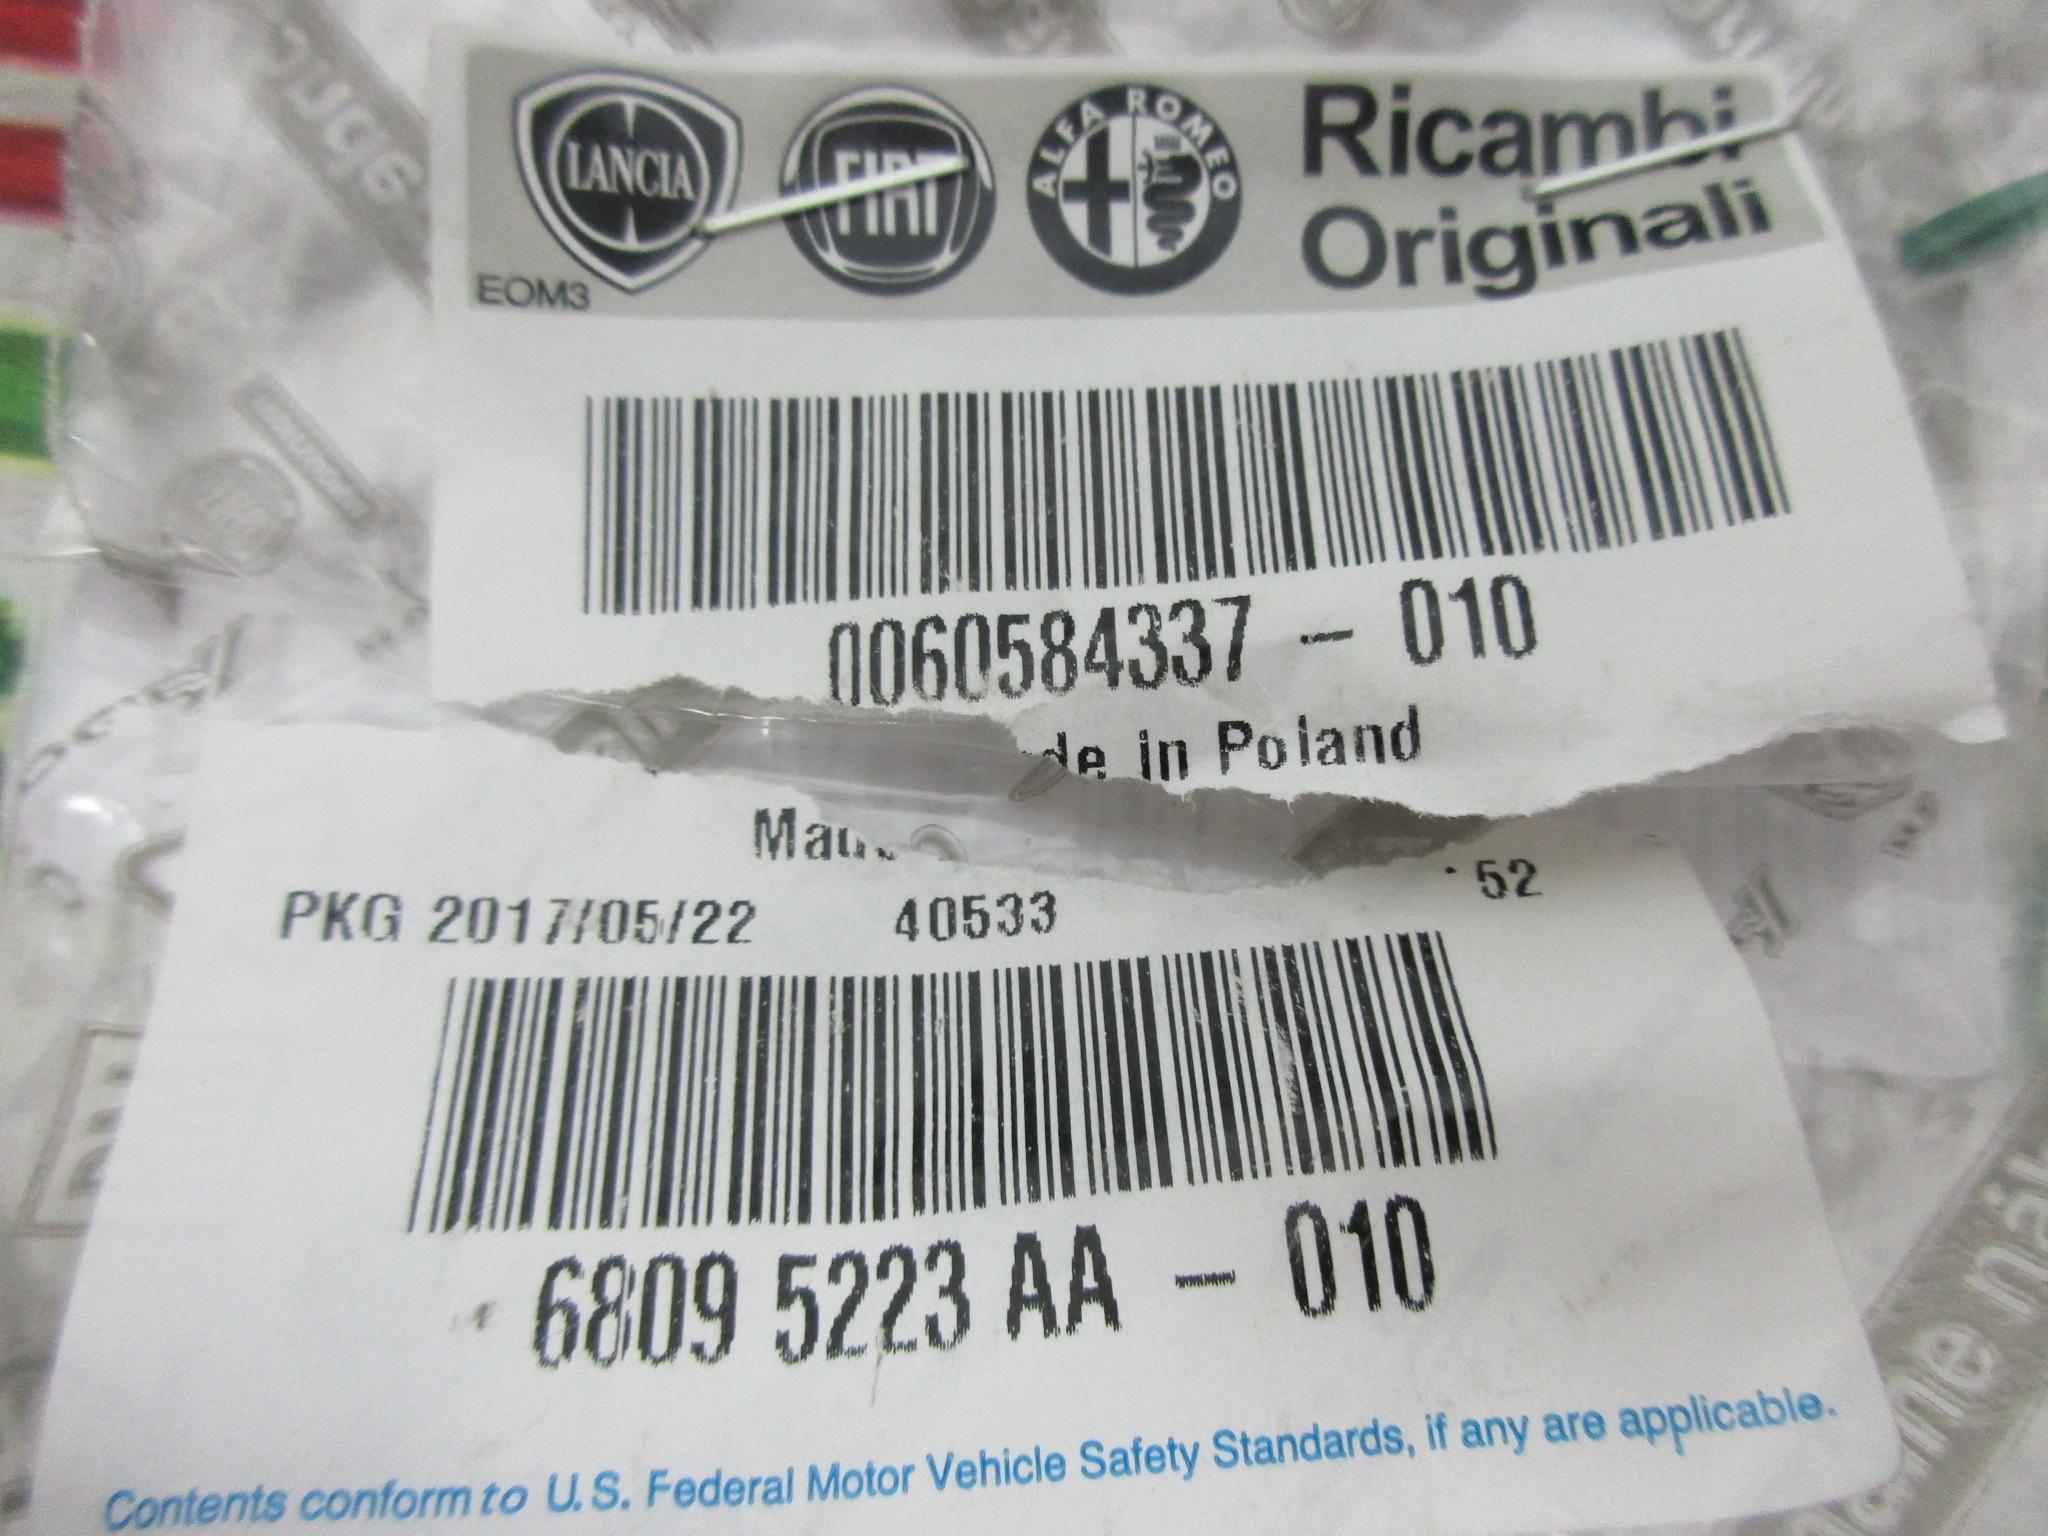 LANCIA
FIAT
ALFA ROMEO
Ricambi
Originali
EOM3
0060584337 - 010
de in Poland
PKG 2017/05/22 40533 52
6809 5223 AA - 010
Contents conform to U.S. Federal Motor Vehicle Safety Standards, if any are applicable.